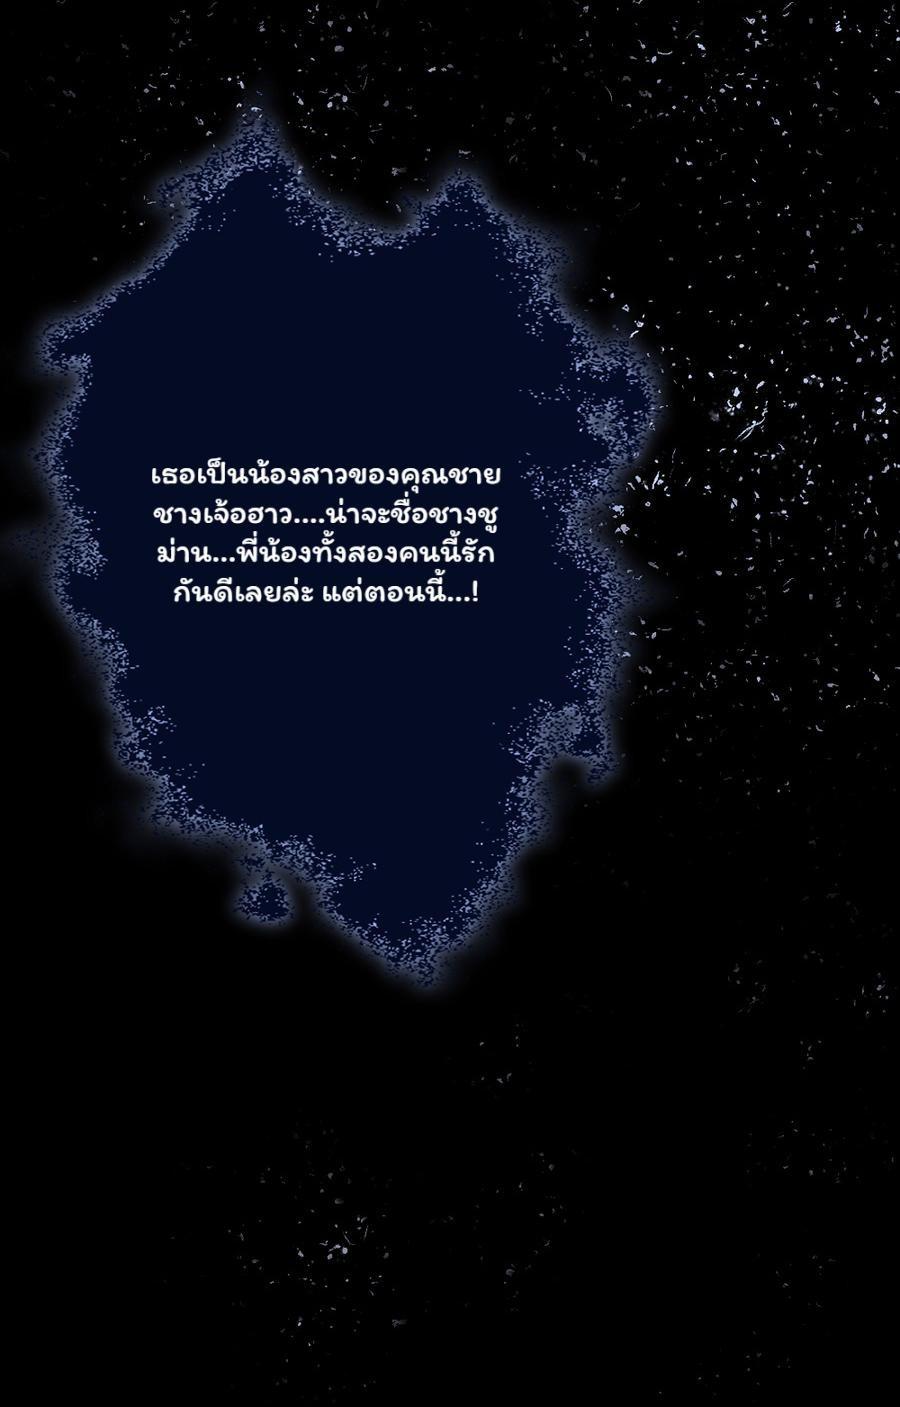 เธอเป็นน้องสาวของคุณชาย
ชางเจ้อฮาว....น่าจะชื่อชางชู
ม่าน...พี่น้องทั้งสองคนนี้รัก
กันดีเลยล่ะ แต่ตอนนี้...!